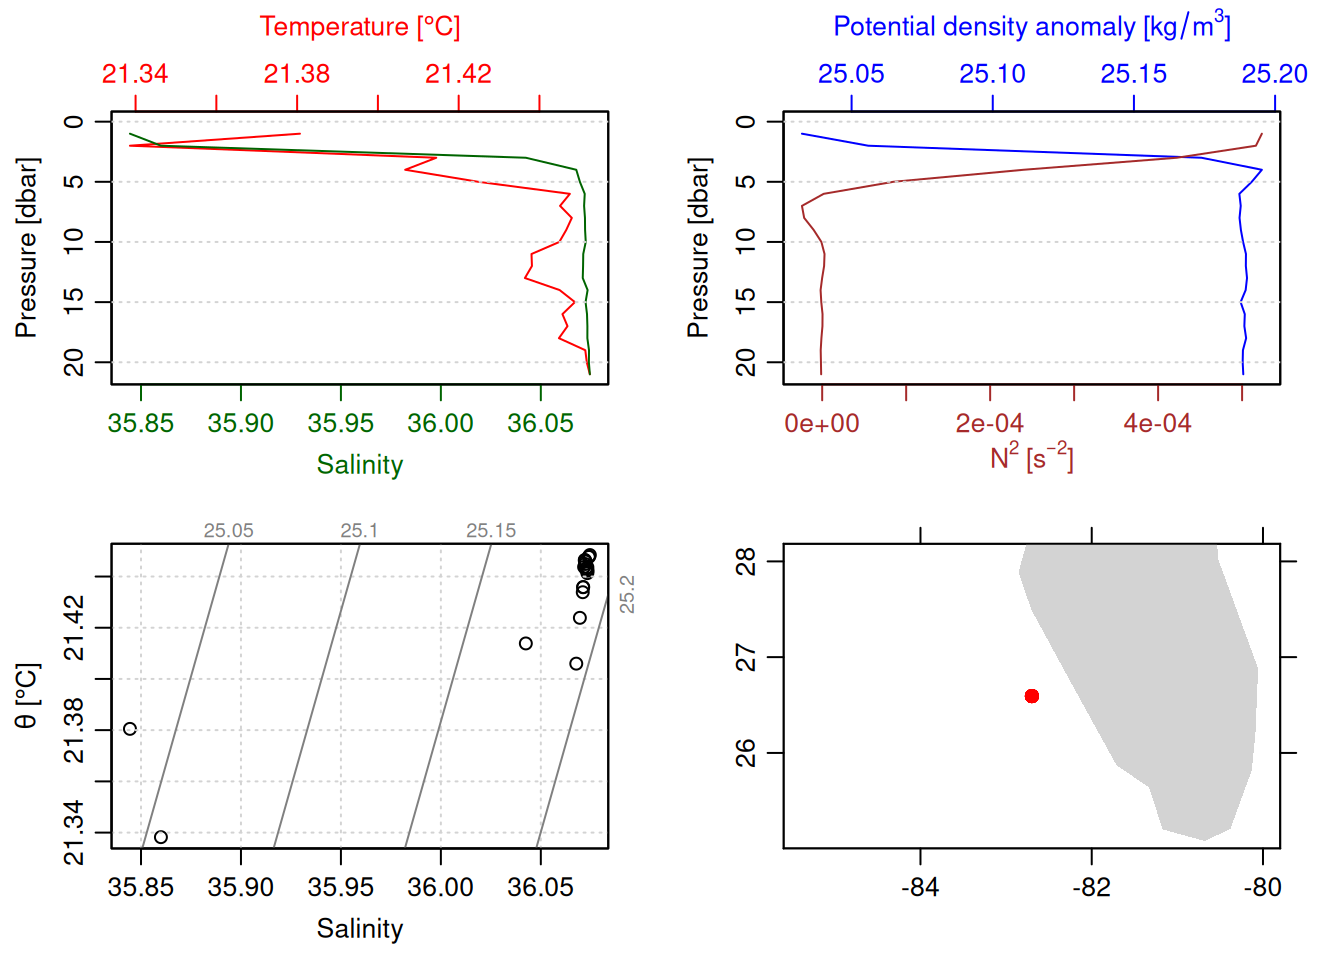 Temperature [°C]
21.34 21.38 21.42
Pressure [dbar]
0
5
10
15
20
35.85 35.90 35.95 36.00 36.05
Salinity
Potential density anomaly [kg/m³]
25.05 25.10 25.15 25.20
Pressure [dbar]
0
5
10
15
20
0e+00 2e-04 4e-04
N² [s⁻²]
25.05 25.1 25.15
25.2
θ [°C]
21.42
21.38
21.34
35.85 35.90 35.95 36.00 36.05
Salinity
28
27
26
-84 -82 -80